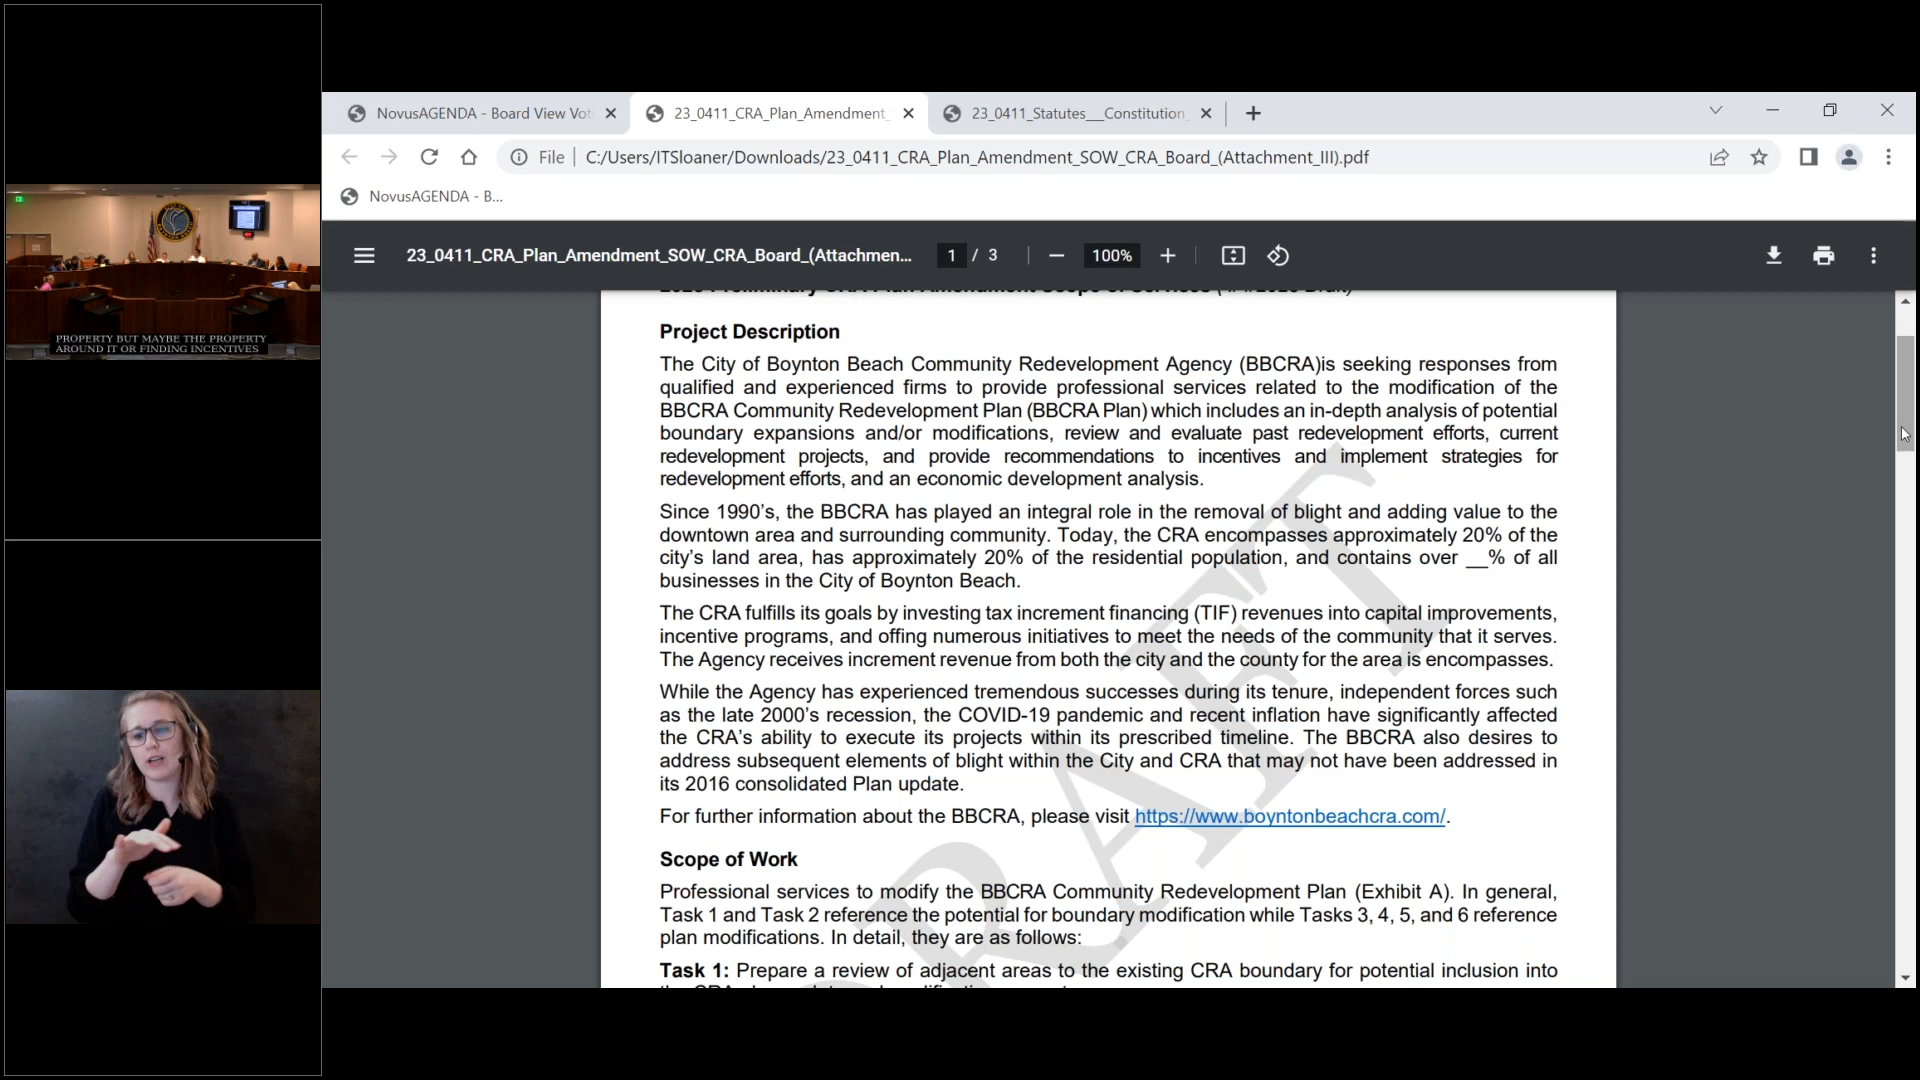 NovusAGENDA - Board View Vot
23_0411_CRA_Plan_Amendment_
23_0411_Statutes___Constitution_
File
C:/Users/ITSloaner/Downloads/23_0411_CRA_Plan_Amendment_SOW_CRA_Board_(Attachment_III).pdf
NovusAGENDA - B...
23_0411_CRA_Plan_Amendment_SOW_CRA_Board_(Attachmen...
1 / 3
100%
PROPERTY BUT MAYBE THE PROPERTY
AROUND IT OR FINDING INCENTIVES
Project Description
The City of Boynton Beach Community Redevelopment Agency (BBCRA)is seeking responses from
qualified and experienced firms to provide professional services related to the modification of the
BBCRA Community Redevelopment Plan (BBCRA Plan) which includes an in-depth analysis of potential
boundary expansions and/or modifications, review and evaluate past redevelopment efforts, current
redevelopment projects, and provide recommendations to incentives and implement strategies for
redevelopment efforts, and an economic development analysis.
Since 1990's, the BBCRA has played an integral role in the removal of blight and adding value to the
downtown area and surrounding community. Today, the CRA encompasses approximately 20% of the
city's land area, has approximately 20% of the residential population, and contains over __% of all
businesses in the City of Boynton Beach.
The CRA fulfills its goals by investing tax increment financing (TIF) revenues into capital improvements,
incentive programs, and offing numerous initiatives to meet the needs of the community that it serves.
The Agency receives increment revenue from both the city and the county for the area is encompasses.
While the Agency has experienced tremendous successes during its tenure, independent forces such
as the late 2000's recession, the COVID-19 pandemic and recent inflation have significantly affected
the CRA's ability to execute its projects within its prescribed timeline. The BBCRA also desires to
address subsequent elements of blight within the City and CRA that may not have been addressed in
its 2016 consolidated Plan update.
For further information about the BBCRA, please visit https://www.boyntonbeachcra.com/.
Scope of Work
Professional services to modify the BBCRA Community Redevelopment Plan (Exhibit A). In general,
Task 1 and Task 2 reference the potential for boundary modification while Tasks 3, 4, 5, and 6 reference
plan modifications. In detail, they are as follows:
Task 1: Prepare a review of adjacent areas to the existing CRA boundary for potential inclusion into
DRAFT